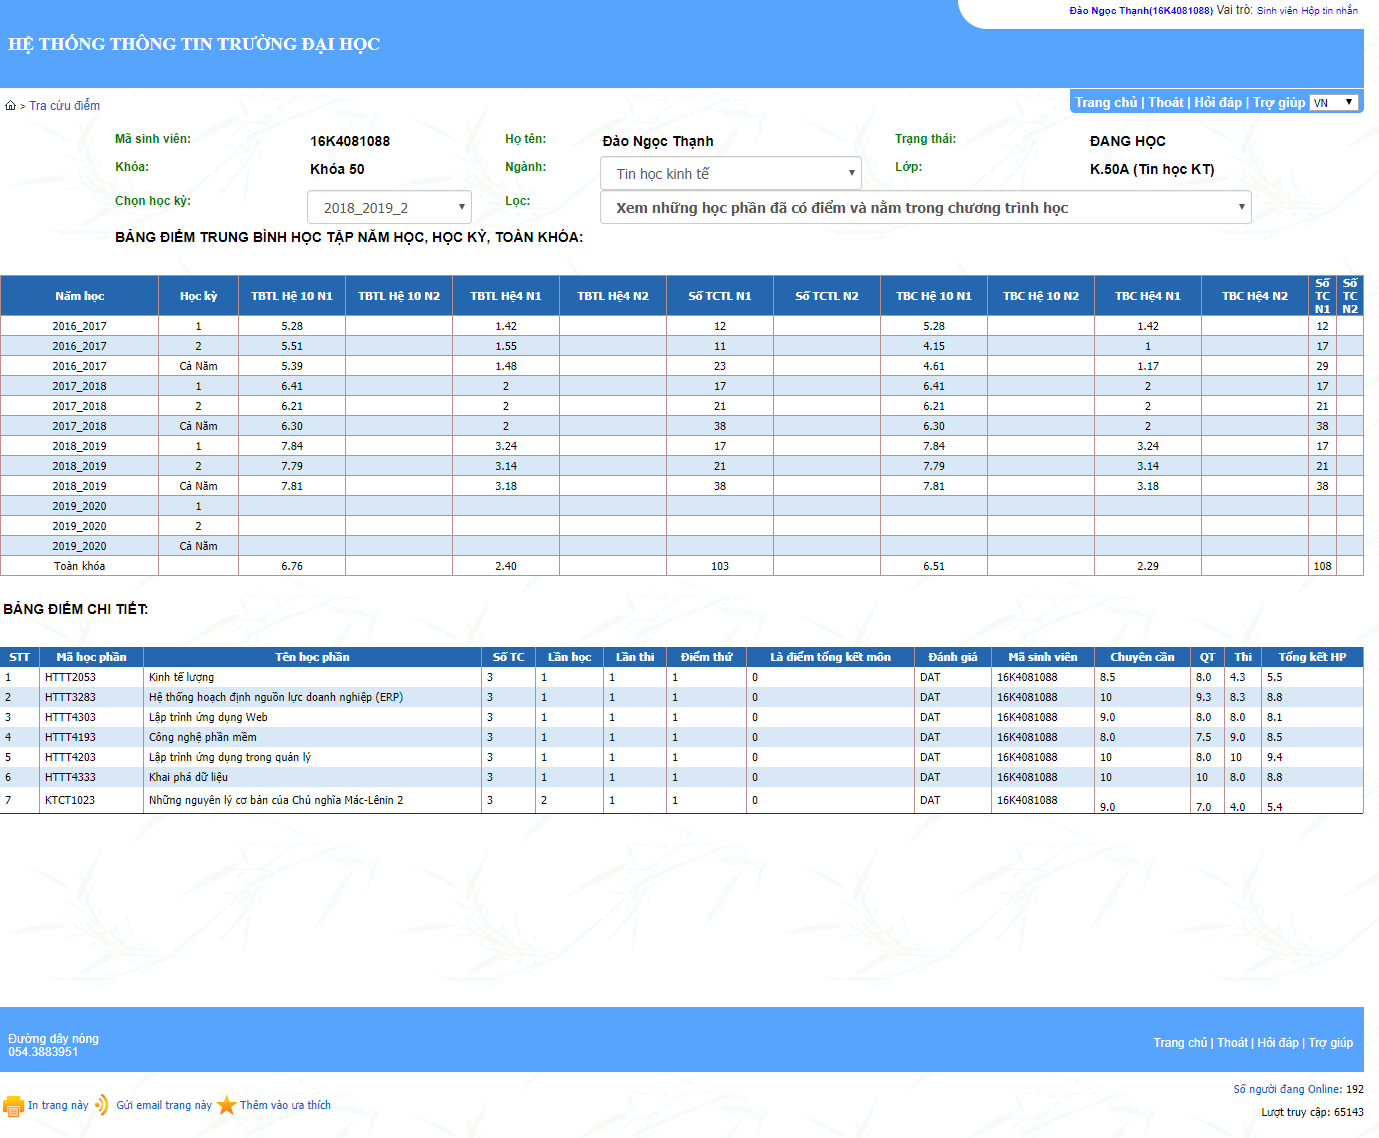 Đào Ngọc Thạnh(16K4081088) Vai trò: Sinh viên Hộp tin nhắn
HỆ THỐNG THÔNG TIN TRƯỜNG ĐẠI HỌC
> Tra cứu điểm
Trang chủ | Thoát | Hỏi đáp | Trợ giúp VN
Mã sinh viên: 16K4081088 Họ tên: Đào Ngọc Thạnh Trạng thái: ĐANG HỌC
Khóa: Khóa 50 Ngành: Tin học kinh tế Lớp: K.50A (Tin học KT)
Chọn học kỳ: 2018_2019_2 Lọc: Xem những học phần đã có điểm và nằm trong chương trình học
BẢNG ĐIỂM TRUNG BÌNH HỌC TẬP NĂM HỌC, HỌC KỲ, TOÀN KHÓA:
Năm học Học kỳ TBTL Hệ 10 N1 TBTL Hệ 10 N2 TBTL Hệ4 N1 TBTL Hệ4 N2 Số TCTL N1 Số TCTL N2 TBC Hệ 10 N1 TBC Hệ 10 N2 TBC Hệ4 N1 TBC Hệ4 N2 Số TC N1 Số TC N2
2016_2017 1 5.28 1.42 12 5.28 1.42 12
2016_2017 2 5.51 1.55 11 4.15 1 17
2016_2017 Cả Năm 5.39 1.48 23 4.61 1.17 29
2017_2018 1 6.41 2 17 6.41 2 17
2017_2018 2 6.21 2 21 6.21 2 21
2017_2018 Cả Năm 6.30 2 38 6.30 2 38
2018_2019 1 7.84 3.24 17 7.84 3.24 17
2018_2019 2 7.79 3.14 21 7.79 3.14 21
2018_2019 Cả Năm 7.81 3.18 38 7.81 3.18 38
2019_2020 1
2019_2020 2
2019_2020 Cả Năm
Toàn khóa 6.76 2.40 103 6.51 2.29 108
BẢNG ĐIỂM CHI TIẾT:
STT Mã học phần Tên học phần Số TC Lần học Lần thi Điểm thứ Là điểm tổng kết môn Đánh giá Mã sinh viên Chuyên cần QT Thi Tổng kết HP
1 HTTT2053 Kinh tế lượng 3 1 1 1 0 DAT 16K4081088 8.5 8.0 4.3 5.5
2 HTTT3283 Hệ thống hoạch định nguồn lực doanh nghiệp (ERP) 3 1 1 1 0 DAT 16K4081088 10 9.3 8.3 8.8
3 HTTT4303 Lập trình ứng dụng Web 3 1 1 1 0 DAT 16K4081088 9.0 8.0 8.0 8.1
4 HTTT4193 Công nghệ phần mềm 3 1 1 1 0 DAT 16K4081088 8.0 7.5 9.0 8.5
5 HTTT4203 Lập trình ứng dụng trong quản lý 3 1 1 1 0 DAT 16K4081088 10 8.0 10 9.4
6 HTTT4333 Khai phá dữ liệu 3 1 1 1 0 DAT 16K4081088 10 10 8.0 8.8
7 KTCT1023 Những nguyên lý cơ bản của Chủ nghĩa Mác-Lênin 2 3 2 1 1 0 DAT 16K4081088 9.0 7.0 4.0 5.4
Đường dây nóng
054.3883951
Trang chủ | Thoát | Hỏi đáp | Trợ giúp
In trang này Gửi email trang này Thêm vào ưa thích
Số người đang Online: 192
Lượt truy cập: 65143